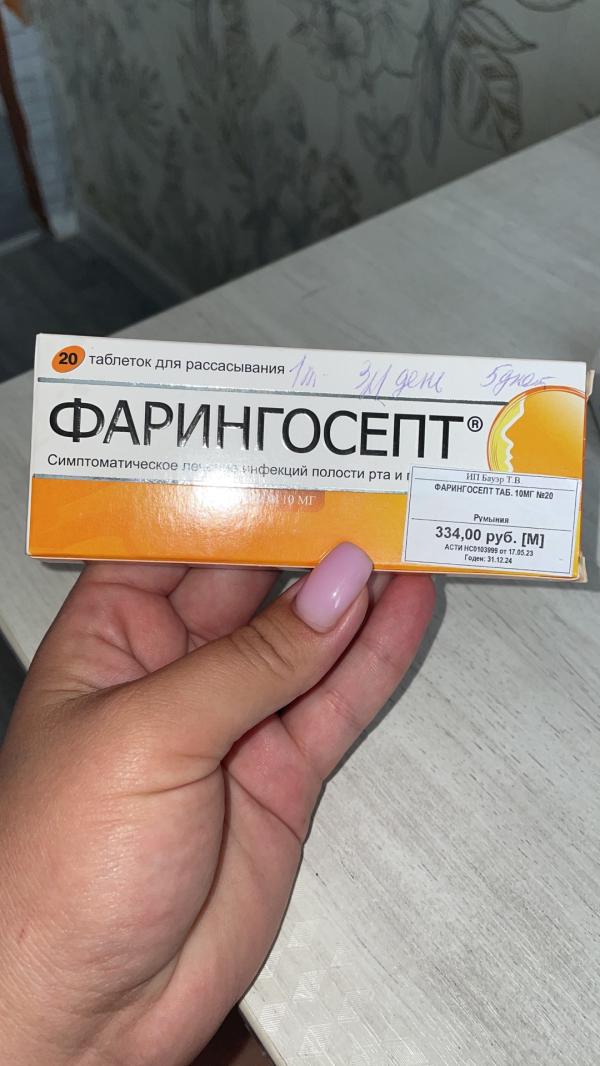 20 таблеток для рассасывания 1т 3р/день 5дней
ФАРИНГОСЕПТ®
Симптоматическое лечение инфекций полости рта и
10 МГ
ИП Бауэр Т.В.
ФАРИНГОСЕПТ ТАБ. 10МГ №20
Румыния
334,00 руб. [М]
АСТИ НС0103999 от 17.05.23
Годен: 31.12.24